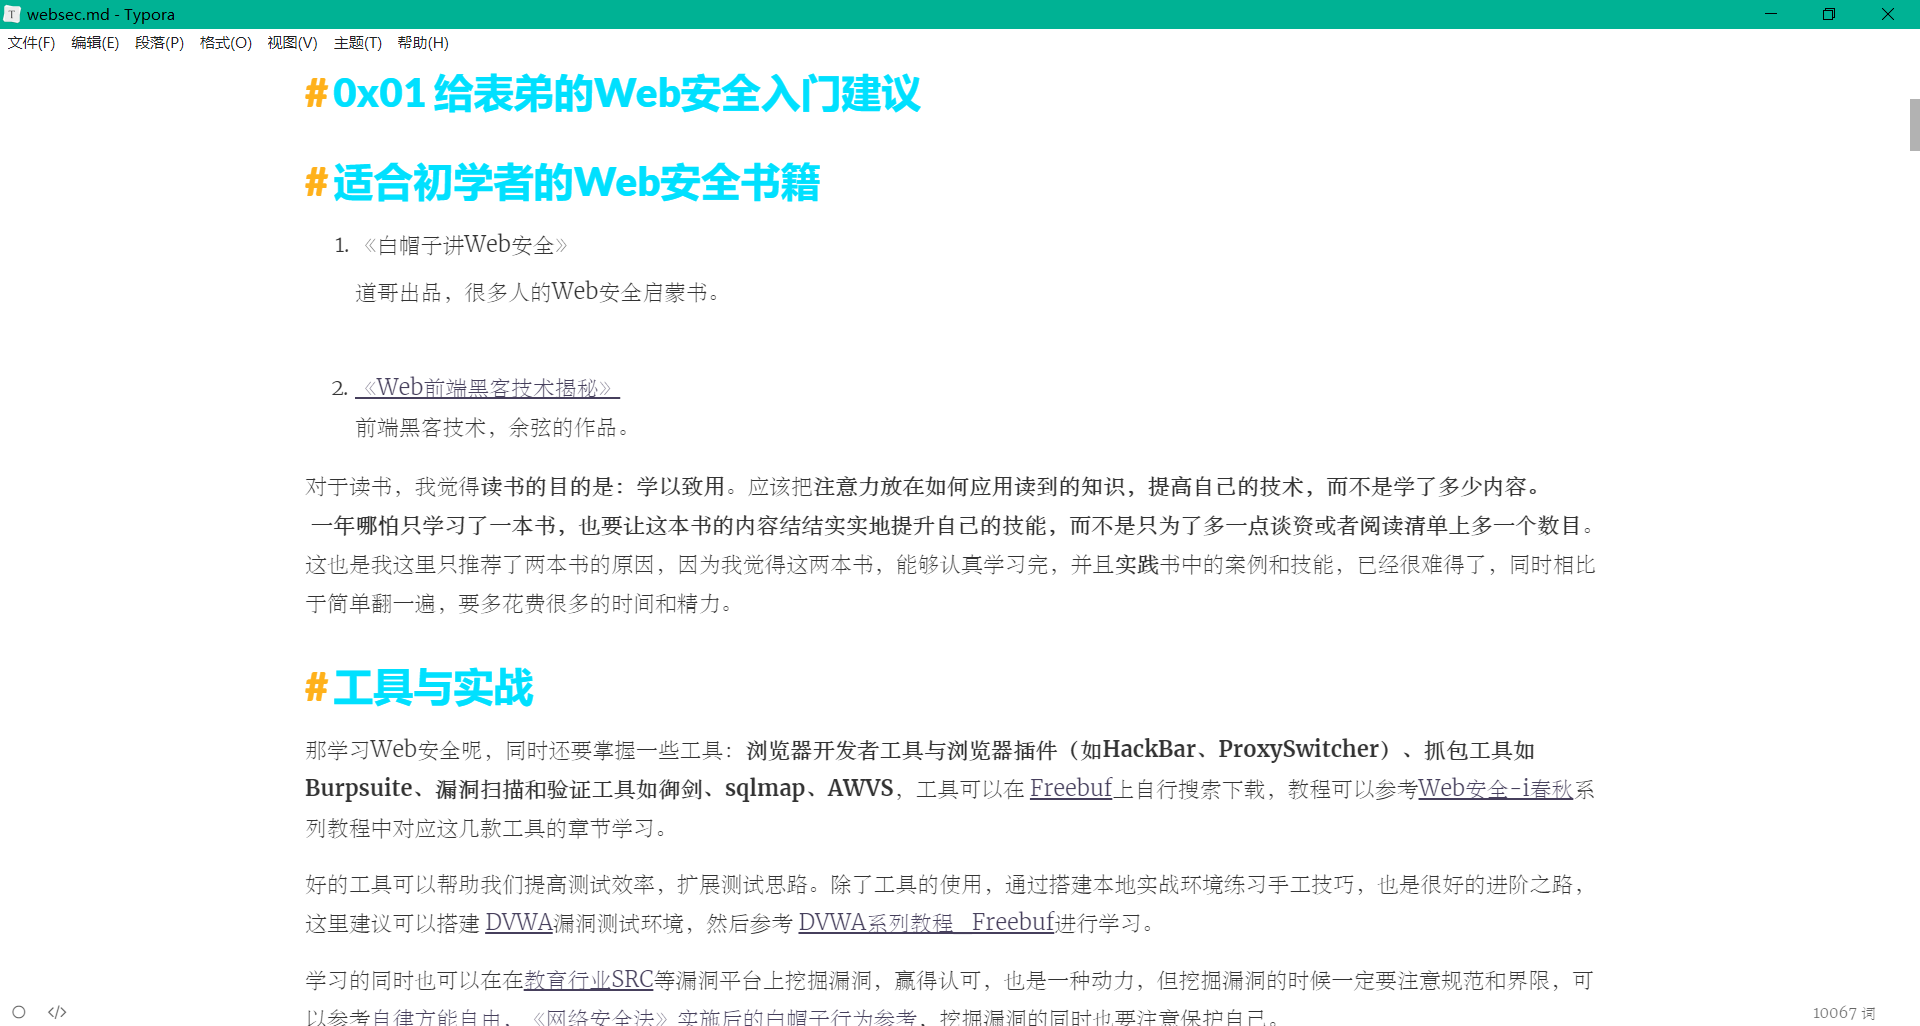 websec.md - Typora
文件(F) 编辑(E) 段落(P) 格式(O) 视图(V) 主题(T) 帮助(H)
#0x01 给表弟的Web安全入门建议
#适合初学者的Web安全书籍
1. 《白帽子讲Web安全》
道哥出品，很多人的Web安全启蒙书。
2. 《Web前端黑客技术揭秘》
前端黑客技术，余弦的作品。
对于读书，我觉得读书的目的是：学以致用。应该把注意力放在如何应用读到的知识，提高自己的技术，而不是学了多少内容。
一年哪怕只学习了一本书，也要让这本书的内容结结实实地提升自己的技能，而不是只为了多一点谈资或者阅读清单上多一个数目。
这也是我这里只推荐了两本书的原因，因为我觉得这两本书，能够认真学习完，并且实践书中的案例和技能，已经很难得了，同时相比
于简单翻一遍，要多花费很多的时间和精力。
#工具与实战
那学习Web安全呢，同时还要掌握一些工具：浏览器开发者工具与浏览器插件（如HackBar、ProxySwitcher）、抓包工具如
Burpsuite、漏洞扫描和验证工具如御剑、sqlmap、AWVS，工具可以在 Freebuf上自行搜索下载，教程可以参考Web安全-i春秋系
列教程中对应这几款工具的章节学习。
好的工具可以帮助我们提高测试效率，扩展测试思路。除了工具的使用，通过搭建本地实战环境练习手工技巧，也是很好的进阶之路，
这里建议可以搭建 DVWA漏洞测试环境，然后参考 DVWA系列教程_Freebuf进行学习。
学习的同时也可以在在教育行业SRC等漏洞平台上挖掘漏洞，赢得认可，也是一种动力，但挖掘漏洞的时候一定要注意规范和界限，可
以参考自律方能自由，《网络安全法》实施后的白帽子行为参考，挖掘漏洞的同时也要注意保护自己。
10067 词